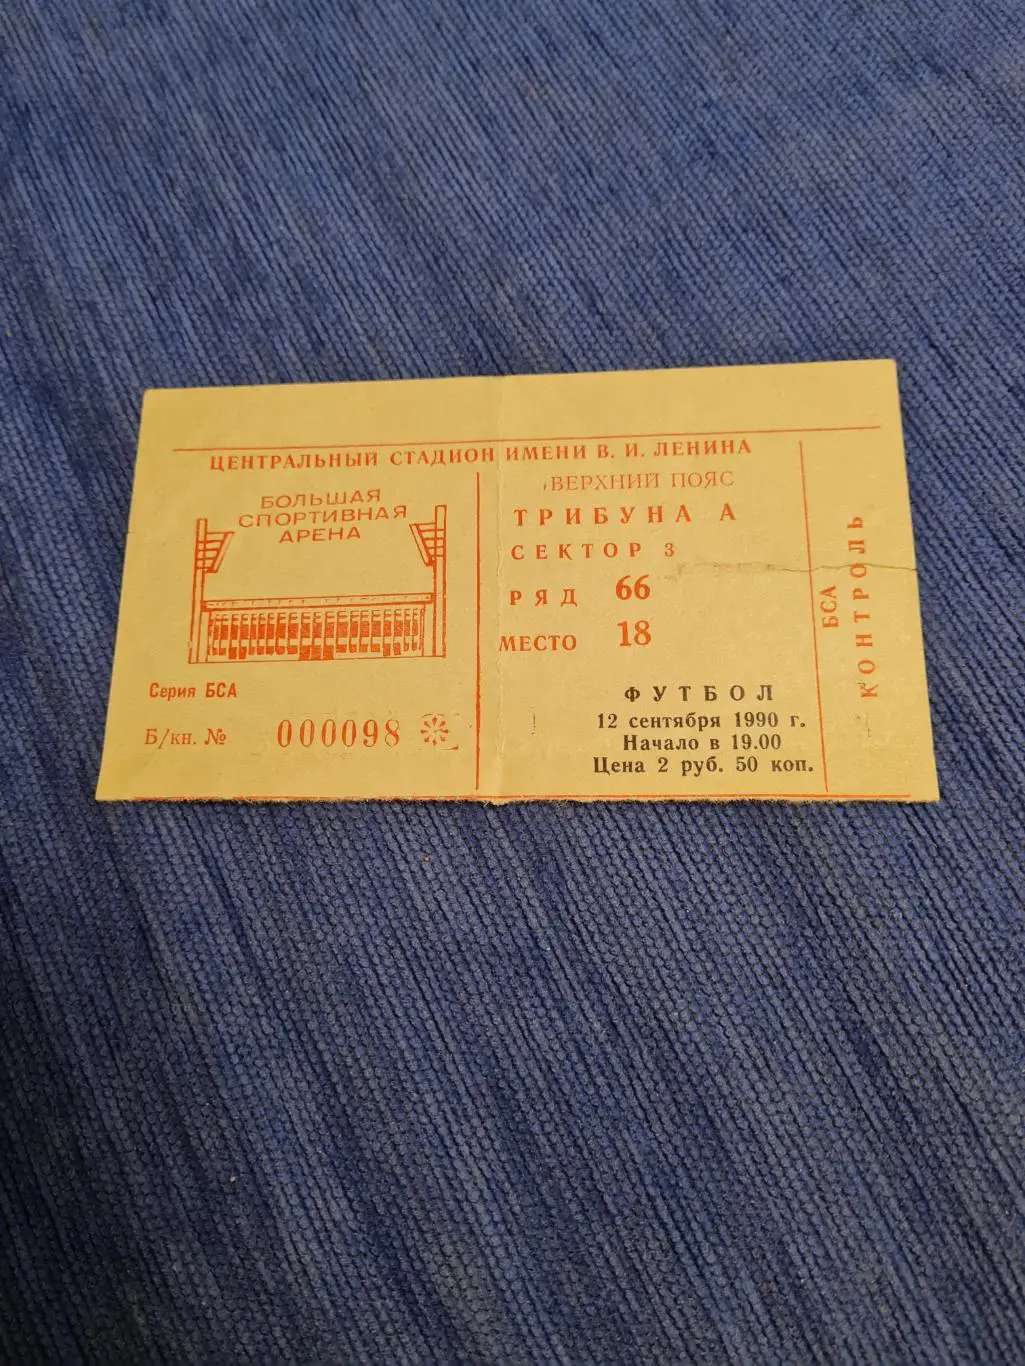 ЦЕНТРАЛЬНЫЙ СТАДИОН ИМЕНИ В. И. ЛЕНИНА
БОЛЬШАЯ
СПОРТИВНАЯ
АРЕНА
Серия БСА
Б/кн. № 000098
ВЕРХНИЙ ПОЯС
ТРИБУНА А
СЕКТОР 3
РЯД 66
МЕСТО 18
ФУТБОЛ
12 сентября 1990 г.
Начало в 19.00
Цена 2 руб. 50 коп.
БСА
КОНТРОЛЬ